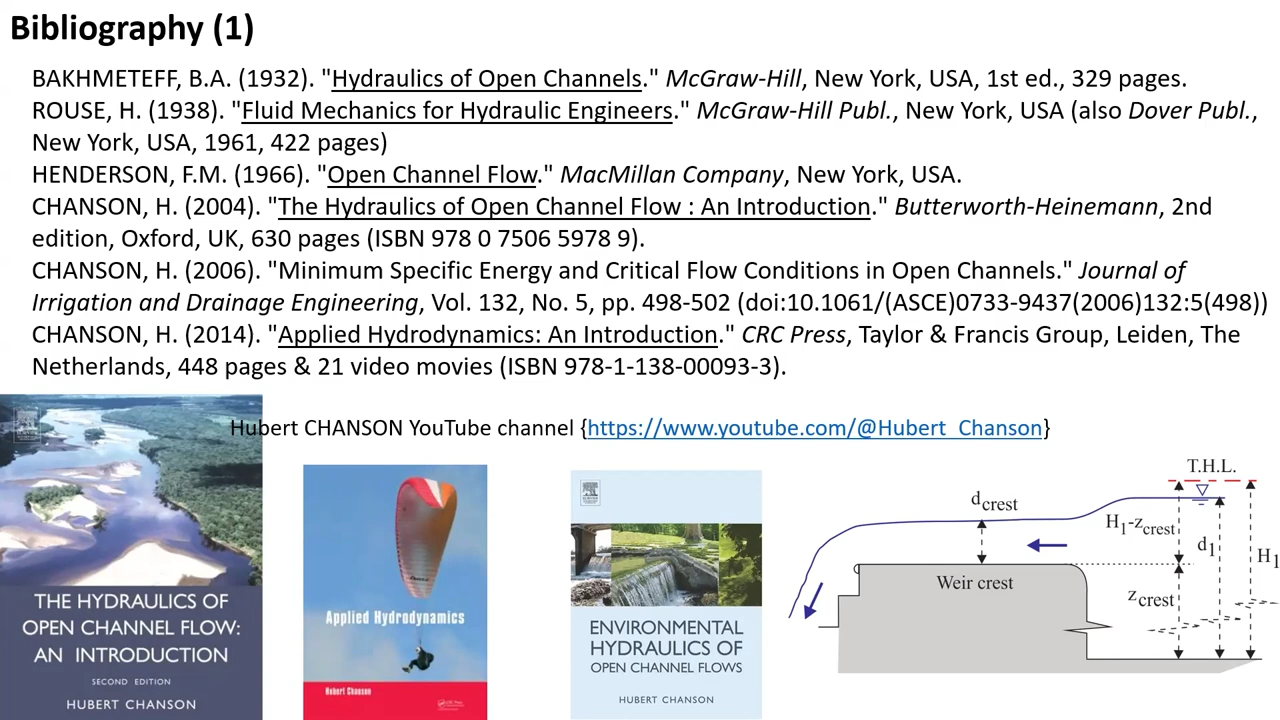 Bibliography (1)
BAKHMETEFF, B.A. (1932). "Hydraulics of Open Channels." McGraw-Hill, New York, USA, 1st ed., 329 pages.
ROUSE, H. (1938). "Fluid Mechanics for Hydraulic Engineers." McGraw-Hill Publ., New York, USA (also Dover Publ.,
New York, USA, 1961, 422 pages)
HENDERSON, F.M. (1966). "Open Channel Flow." MacMillan Company, New York, USA.
CHANSON, H. (2004). "The Hydraulics of Open Channel Flow : An Introduction." Butterworth-Heinemann, 2nd
edition, Oxford, UK, 630 pages (ISBN 978 0 7506 5978 9).
CHANSON, H. (2006). "Minimum Specific Energy and Critical Flow Conditions in Open Channels." Journal of
Irrigation and Drainage Engineering, Vol. 132, No. 5, pp. 498-502 (doi:10.1061/(ASCE)0733-9437(2006)132:5(498))
CHANSON, H. (2014). "Applied Hydrodynamics: An Introduction." CRC Press, Taylor & Francis Group, Leiden, The
Netherlands, 448 pages & 21 video movies (ISBN 978-1-138-00093-3).
Hubert CHANSON YouTube channel {https://www.youtube.com/@Hubert_Chanson}
THE HYDRAULICS OF
OPEN CHANNEL FLOW:
AN INTRODUCTION
SECOND EDITION
HUBERT CHANSON
Applied Hydrodynamics
Hubert Chanson
ENVIRONMENTAL
HYDRAULICS OF
OPEN CHANNEL FLOWS
HUBERT CHANSON
T.H.L.
dcrest
H1-zcrest
d1
H1
Weir crest
zcrest